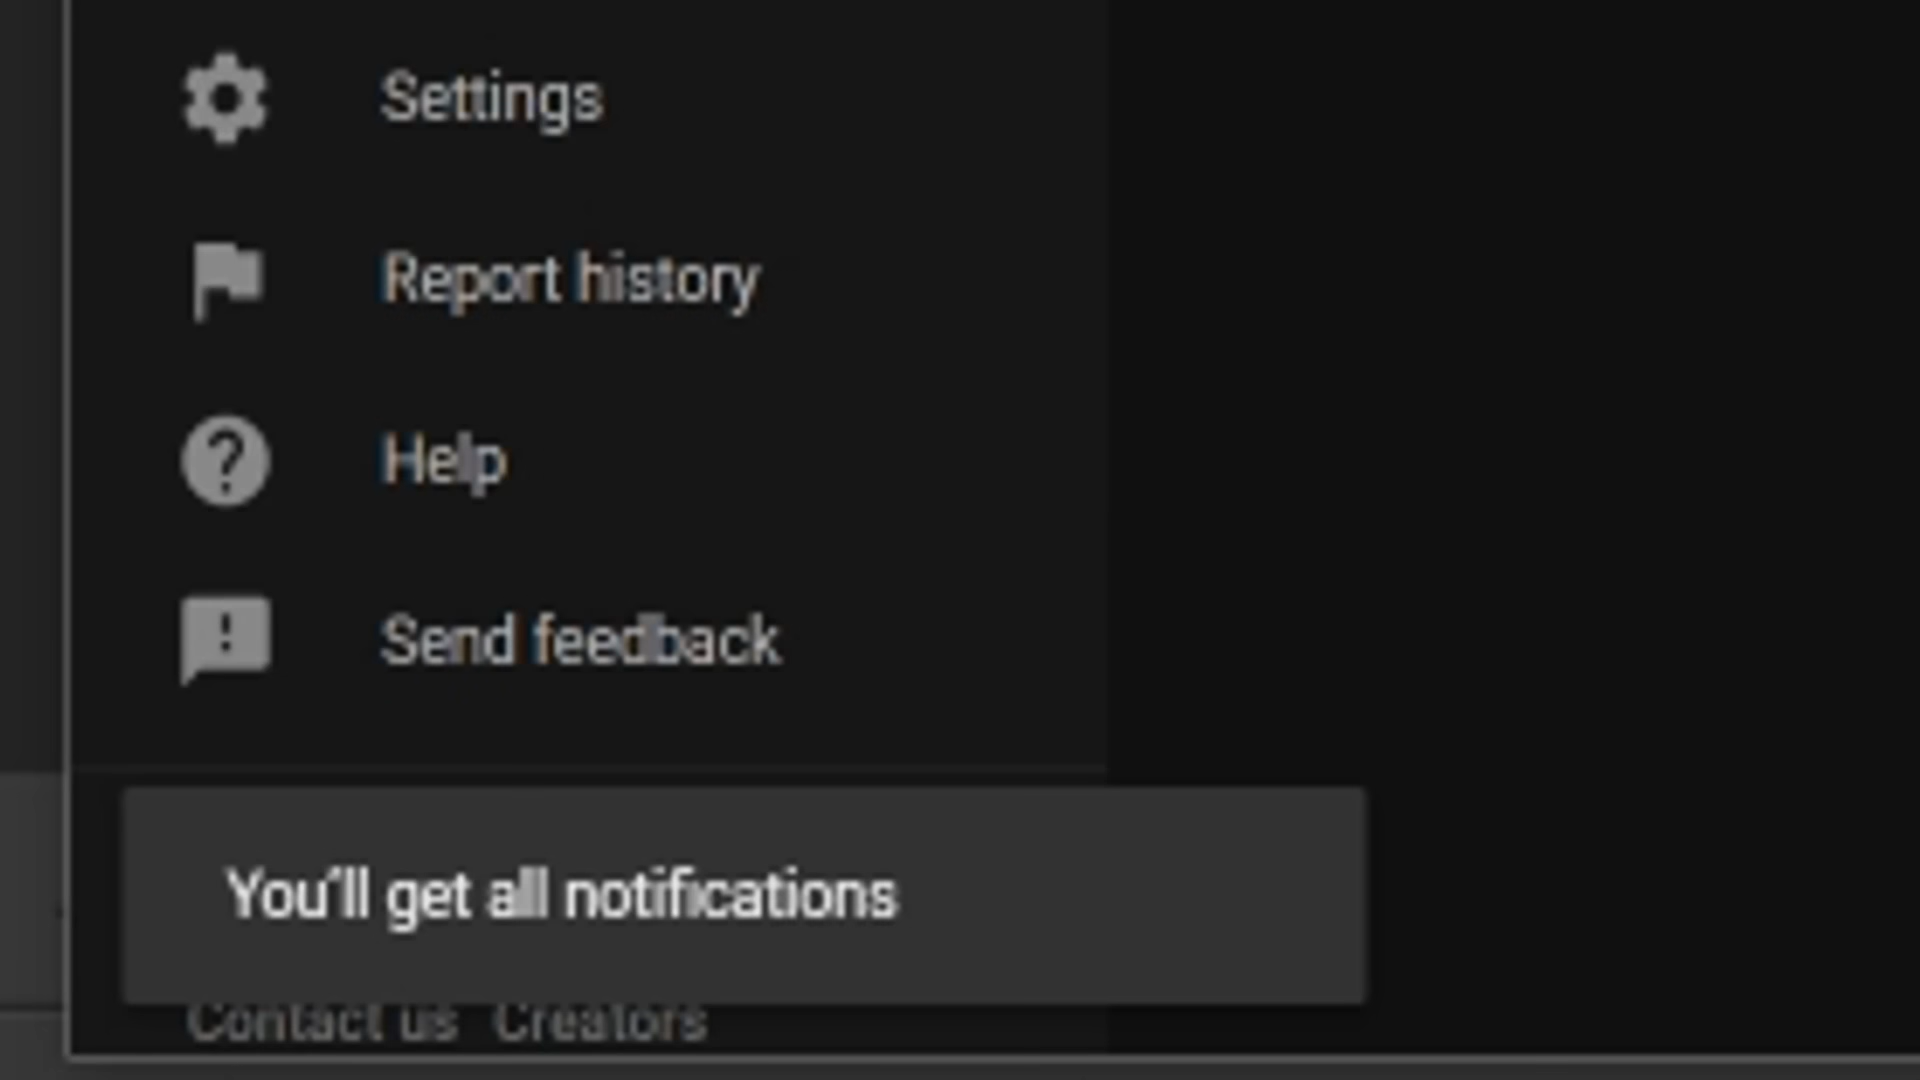 Settings
Report history
Help
Send feedback
You'll get all notifications
Contact us Creators